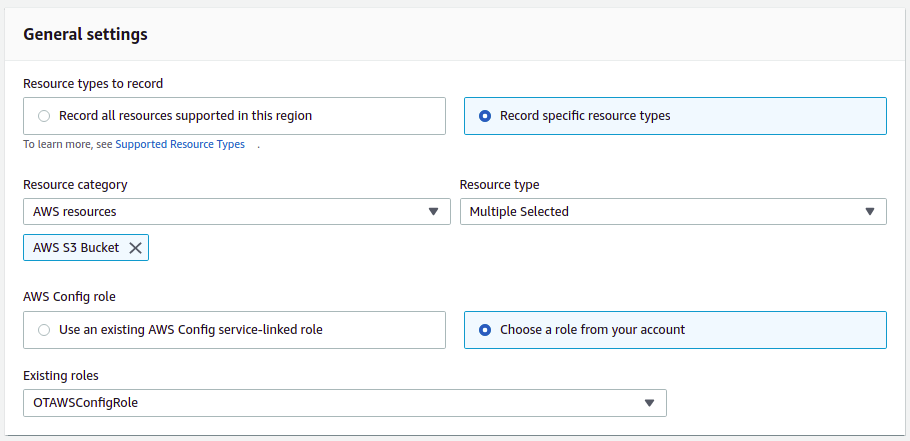 General settings
Resource types to record
Record all resources supported in this region
Record specific resource types
To learn more, see Supported Resource Types .
Resource category
Resource type
AWS resources
Multiple Selected
AWS S3 Bucket
AWS Config role
Use an existing AWS Config service-linked role
Choose a role from your account
Existing roles
OTAWSConfigRole